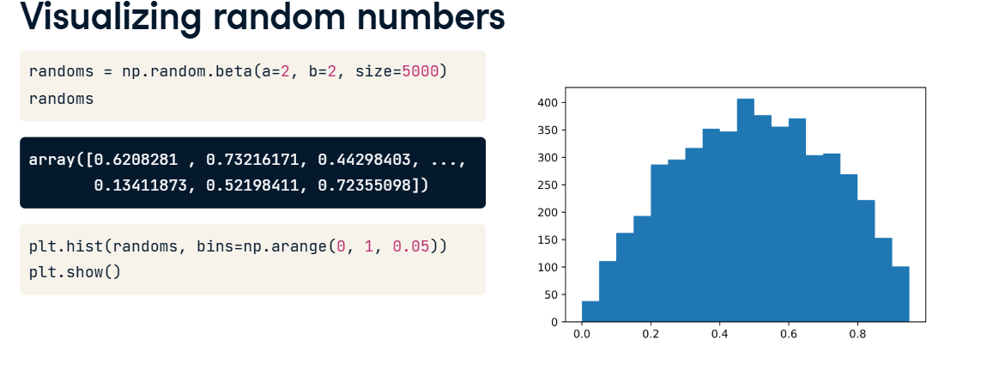 Visualizing random numbers
randoms = np.random.beta(a=2, b=2, size=5000)
randoms
array([0.6208281 , 0.73216171, 0.44298403, ...,
0.13411873, 0.52198411, 0.72355098])
plt.hist(randoms, bins=np.arange(0, 1, 0.05))
plt.show()
400
350
300
250
200
150
100
50
0
0.0 0.2 0.4 0.6 0.8